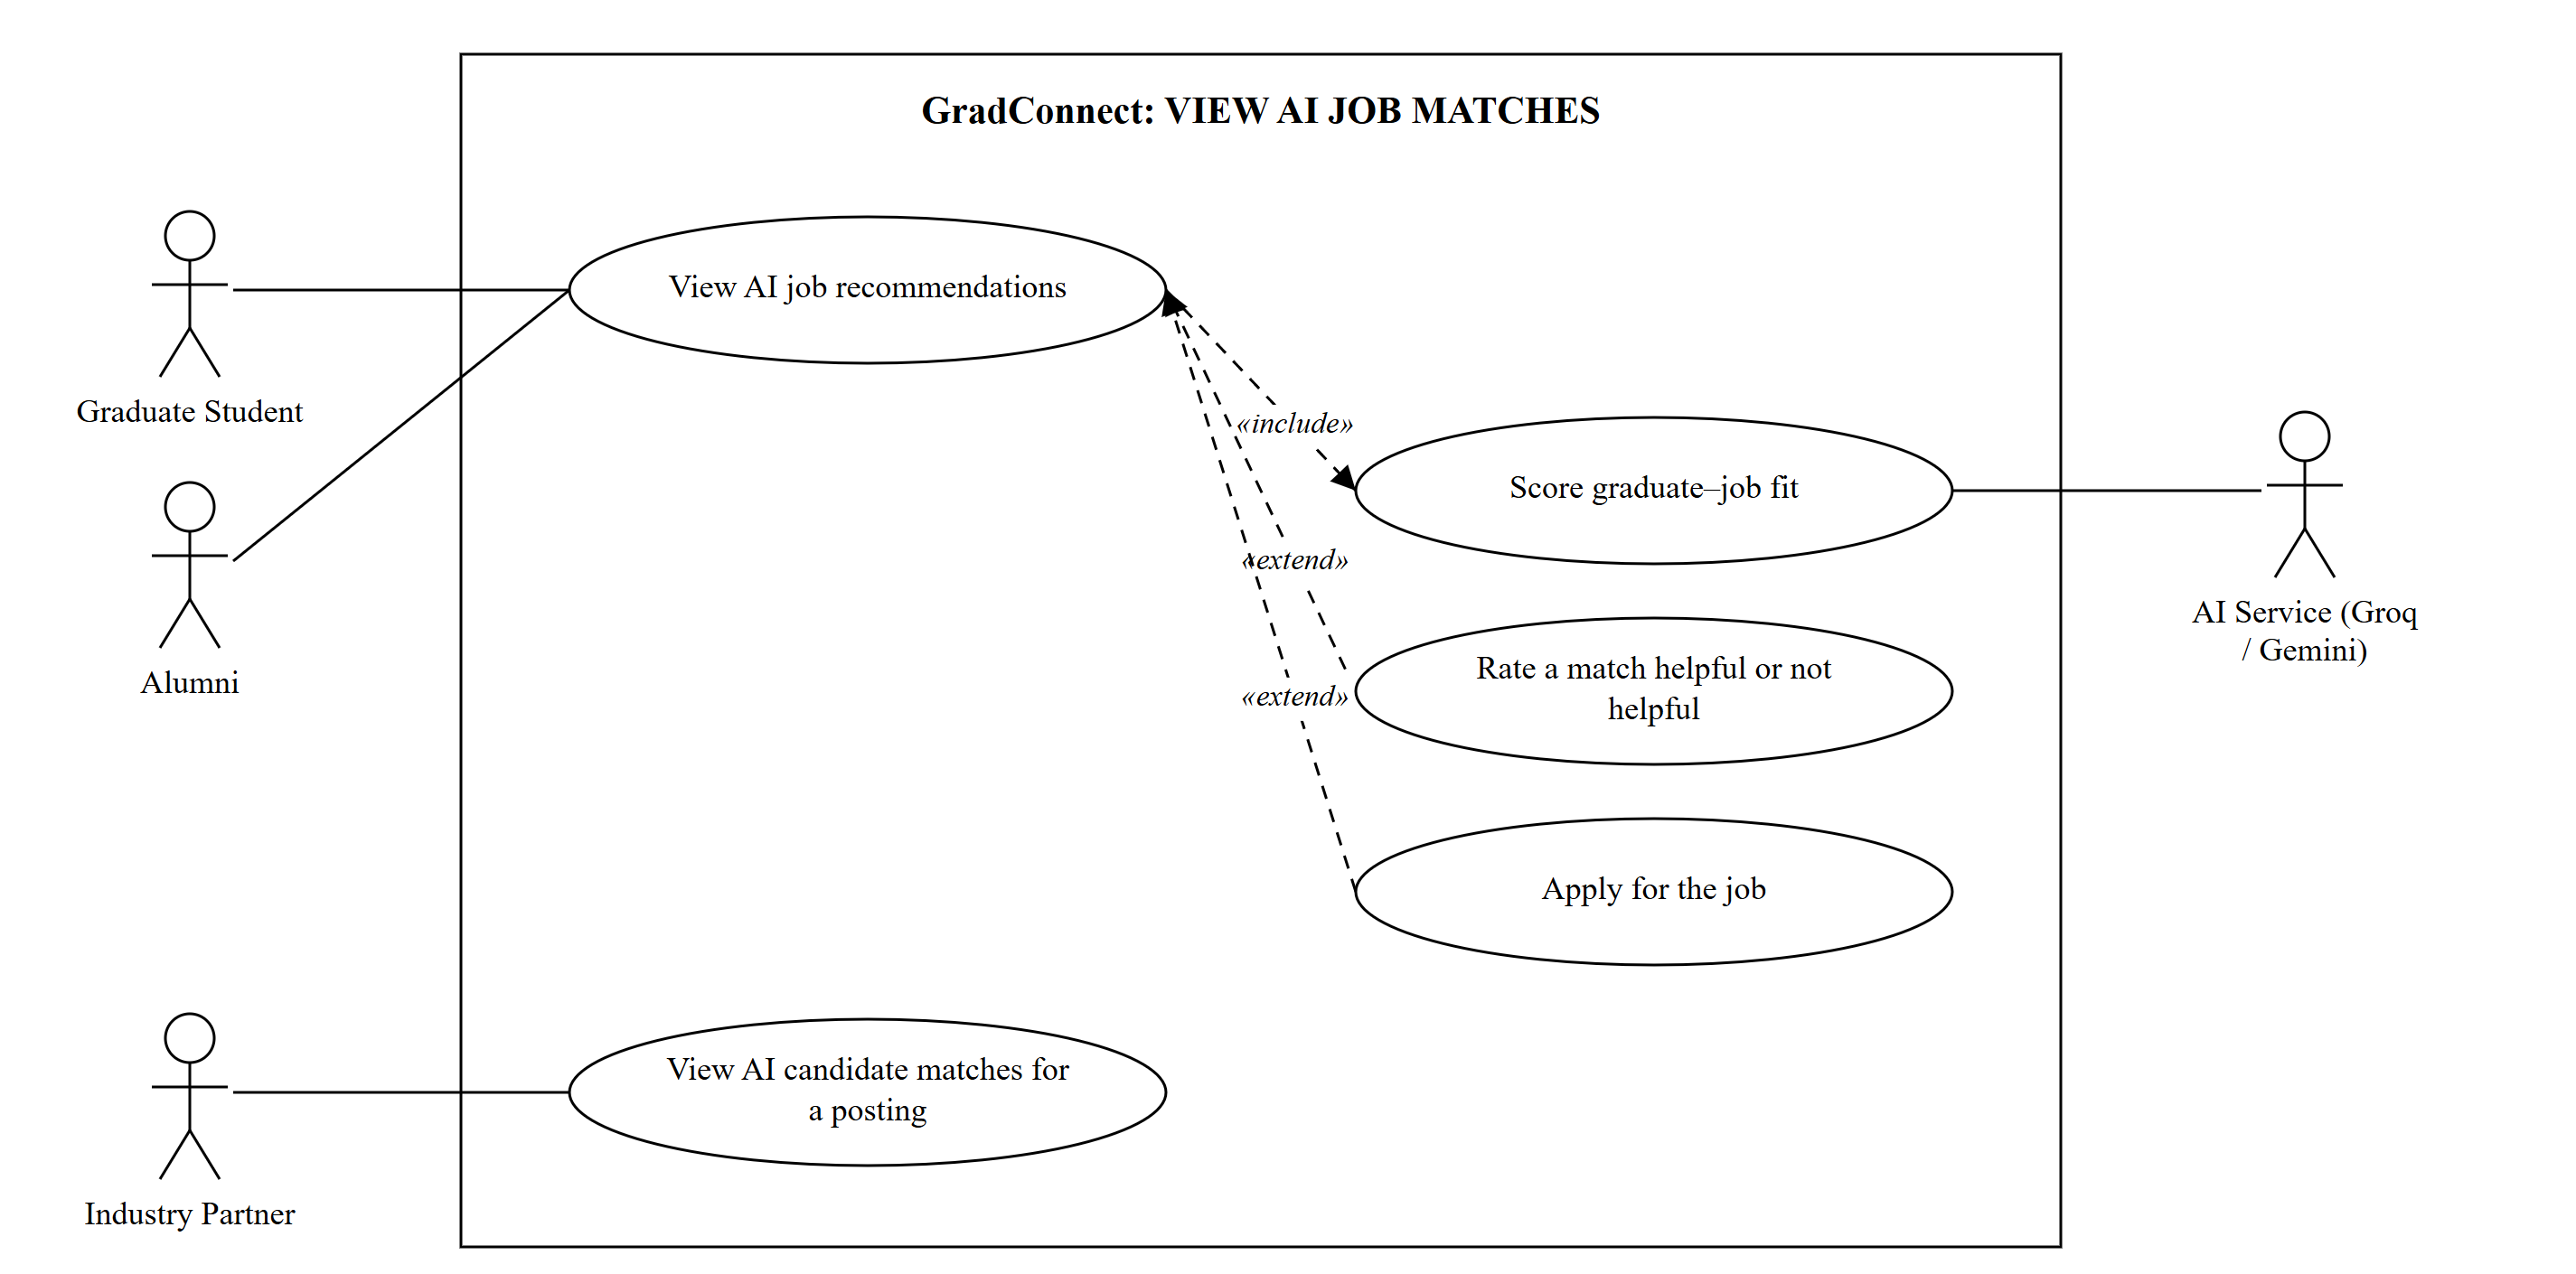 GradConnect: VIEW AI JOB MATCHES
View AI job recommendations
Graduate Student
«include»
Score graduate–job fit
«extend»
AI Service (Groq
/ Gemini)
Rate a match helpful or not
helpful
Alumni
«extend»
Apply for the job
View AI candidate matches for
a posting
Industry Partner